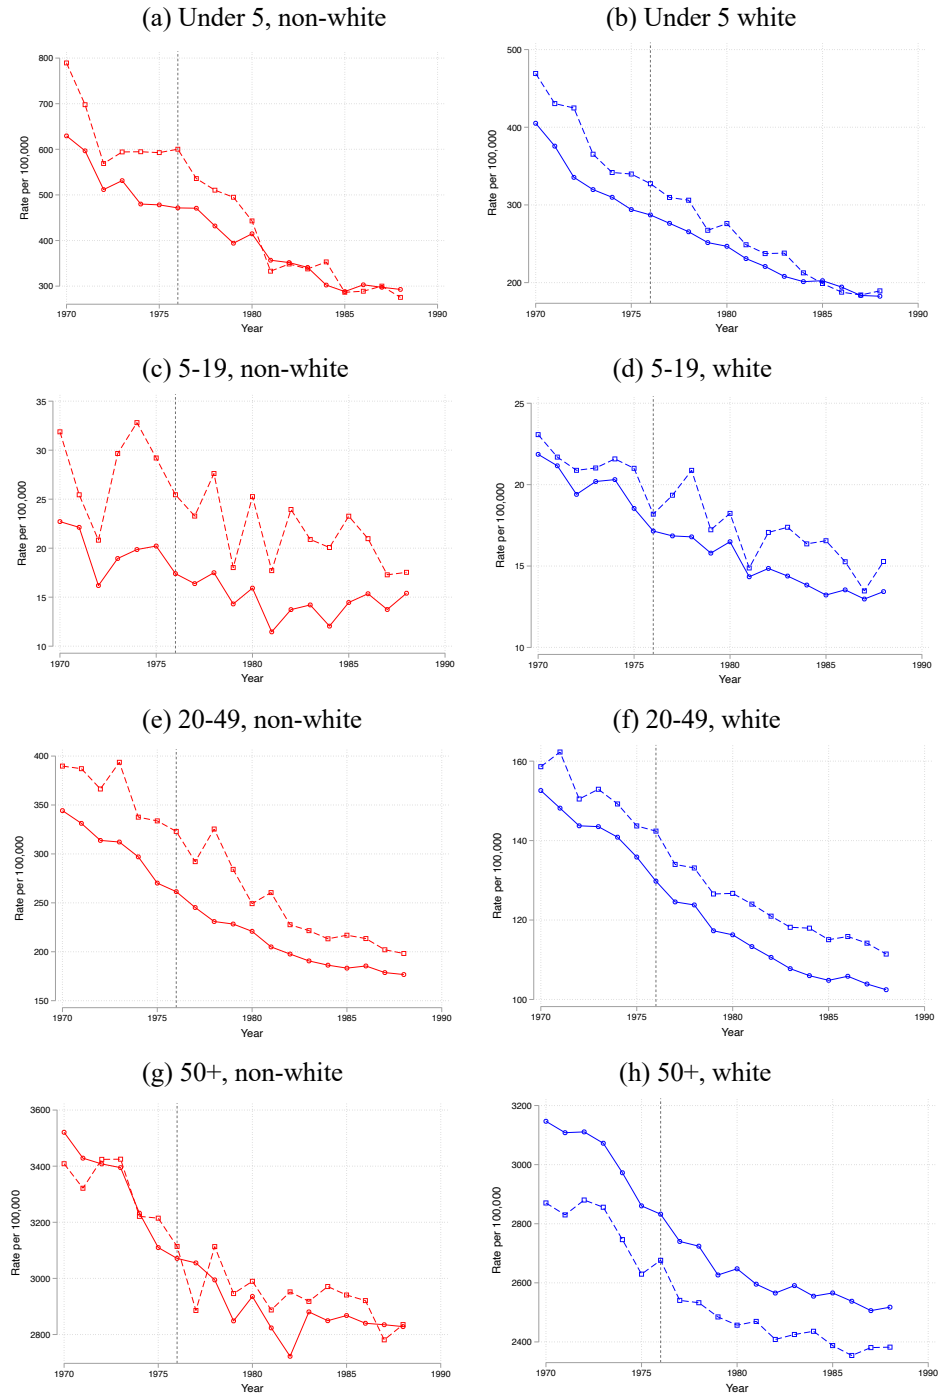 (a) Under 5, non-white
800
700
600
500
400
300
Rate per 100,000
1970 1975 1980 1985 1990
Year
(b) Under 5 white
500
400
300
200
Rate per 100,000
1970 1975 1980 1985 1990
Year
(c) 5-19, non-white
35
30
25
20
15
10
Rate per 100,000
1970 1975 1980 1985 1990
Year
(d) 5-19, white
25
20
15
10
Rate per 100,000
1970 1975 1980 1985 1990
Year
(e) 20-49, non-white
400
350
300
250
200
150
Rate per 100,000
1970 1975 1980 1985 1990
Year
(f) 20-49, white
160
140
120
100
Rate per 100,000
1970 1975 1980 1985 1990
Year
(g) 50+, non-white
3600
3400
3200
3000
2800
Rate per 100,000
1970 1975 1980 1985 1990
Year
(h) 50+, white
3200
3000
2800
2600
2400
Rate per 100,000
1970 1975 1980 1985 1990
Year